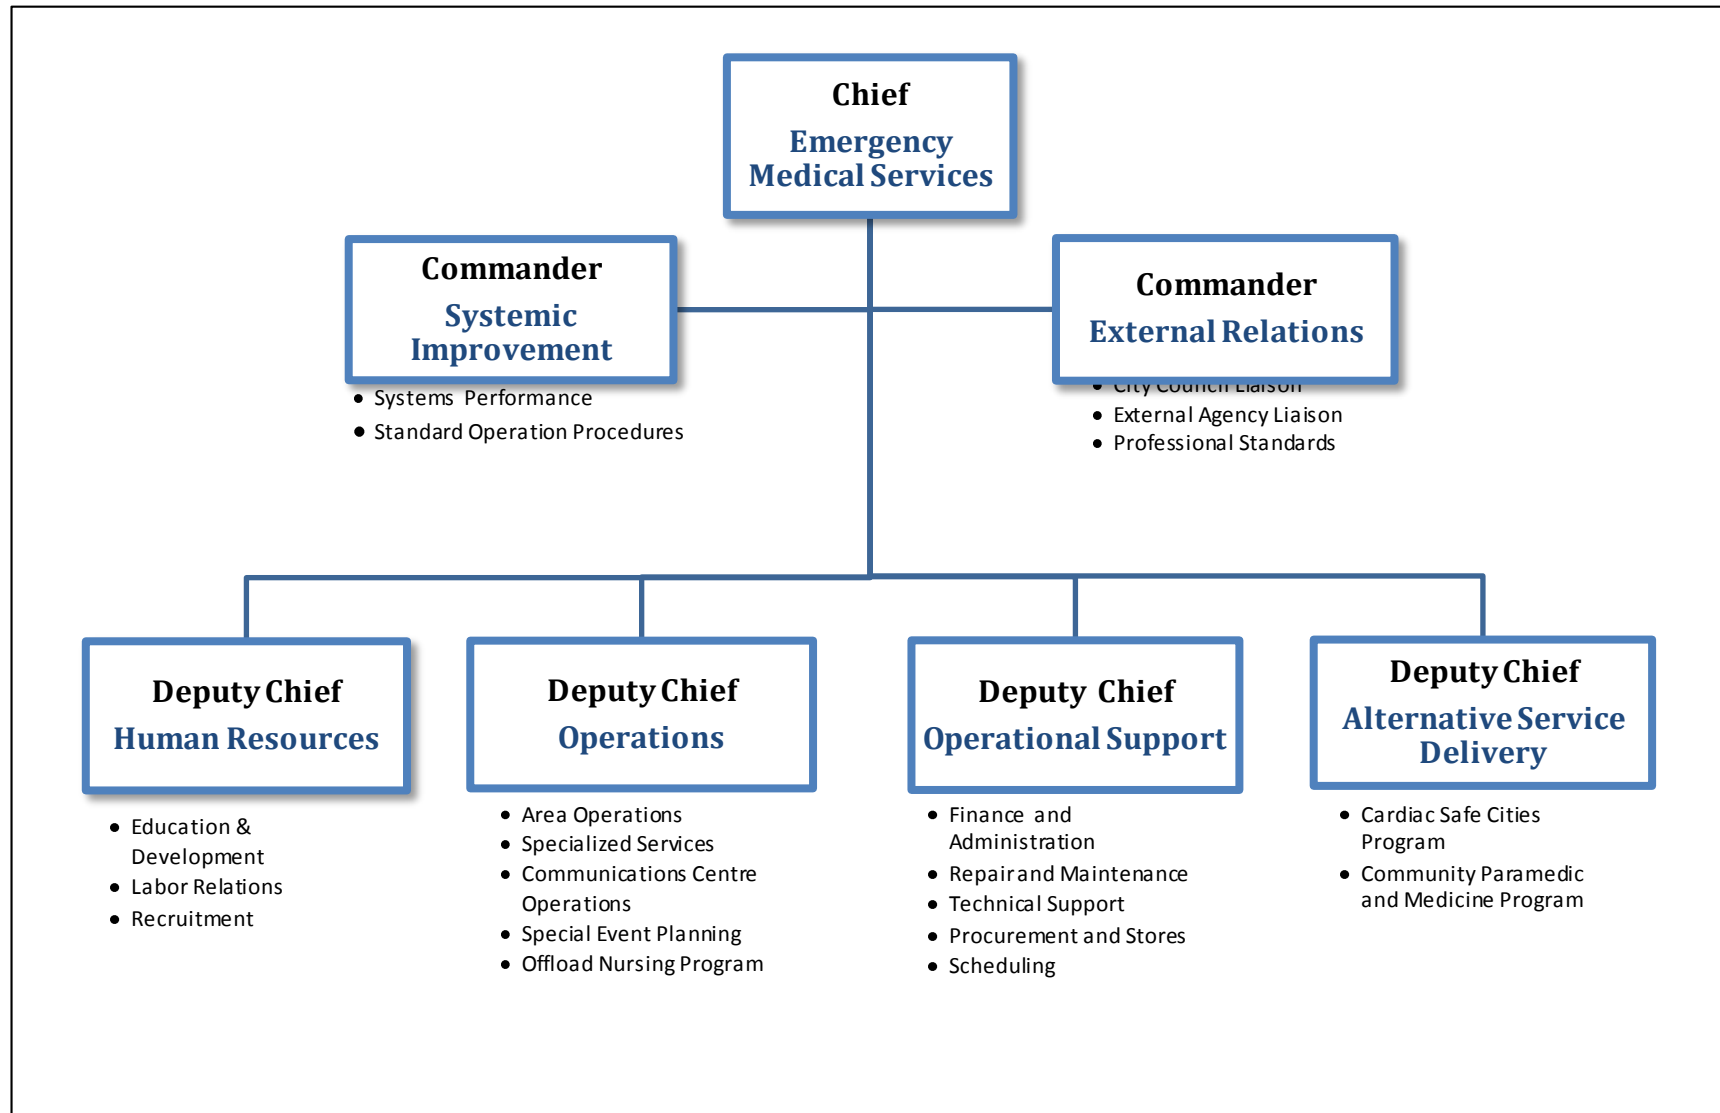 Chief
Emergency
Medical Services
Commander
Systemic
Improvement
• Systems Performance
• Standard Operation Procedures
Commander
External Relations
• City Council Liaison
• External Agency Liaison
• Professional Standards
Deputy Chief
Human Resources
• Education &
Development
• Labor Relations
• Recruitment
Deputy Chief
Operations
• Area Operations
• Specialized Services
• Communications Centre
Operations
• Special Event Planning
• Offload Nursing Program
Deputy Chief
Operational Support
• Finance and
Administration
• Repair and Maintenance
• Technical Support
• Procurement and Stores
• Scheduling
Deputy Chief
Alternative Service
Delivery
• Cardiac Safe Cities
Program
• Community Paramedic
and Medicine Program